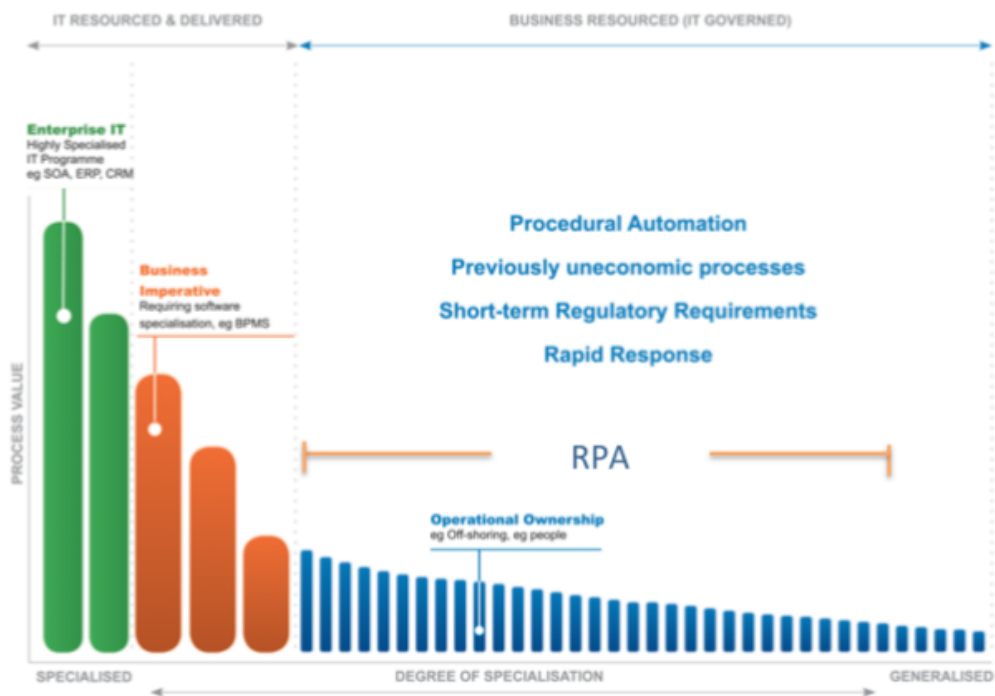 IT RESOURCED & DELIVERED
BUSINESS RESOURCED (IT GOVERNED)
Enterprise IT
Highly Specialised
IT Programme
eg SOA, ERP, CRM
Procedural Automation
Previously uneconomic processes
Short-term Regulatory Requirements
Rapid Response
Business
Imperative
Requiring software
specialisation, eg BPMS
RPA
Operational Ownership
eg Off-shoring, eg people
PROCESS VALUE
SPECIALISED
DEGREE OF SPECIALISATION
GENERALISED